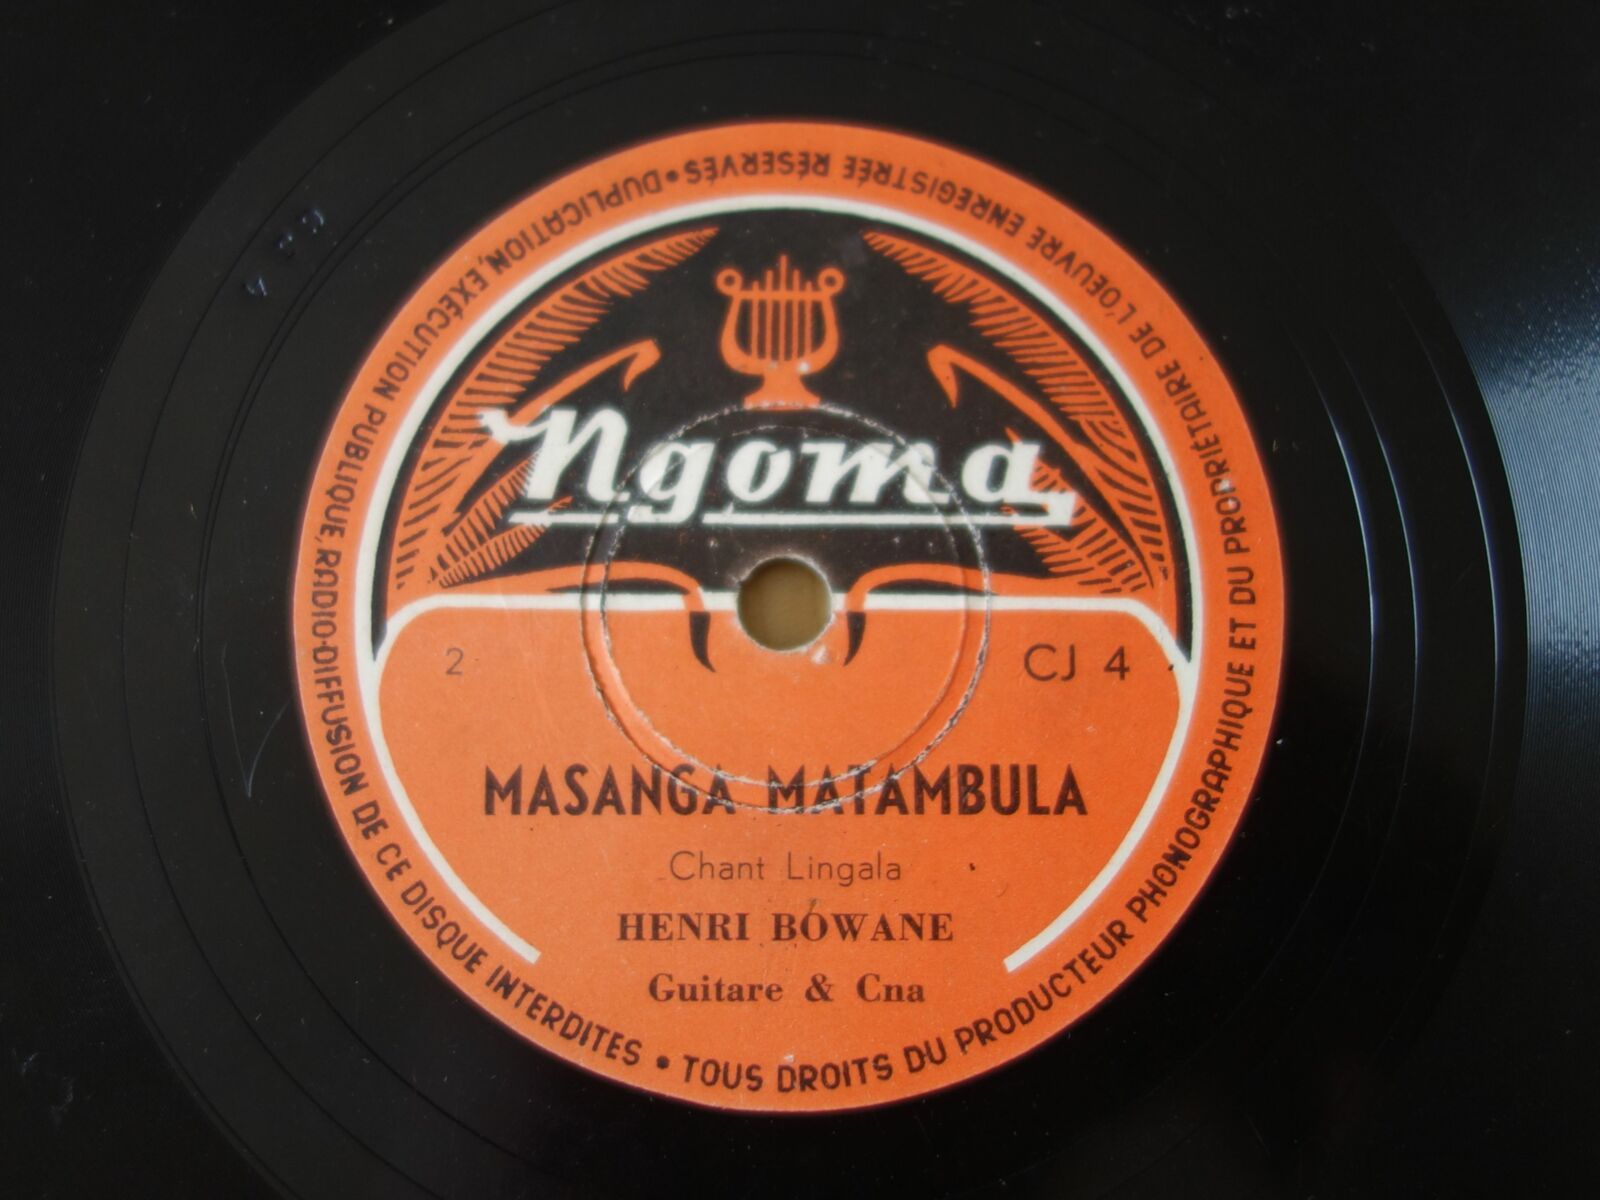 Ngoma
2
CJ 4
MASANGA MATAMBULA
Chant Lingala
HENRI BOWANE
Guitare & Cna
TOUS DROITS DU PRODUCTEUR PHONOGRAPHIQUE ET DU PROPRIÉTAIRE DE L'OEUVRE ENREGISTRÉE RÉSERVÉS • DUPLICATION, EXÉCUTION PUBLIQUE, RADIO-DIFFUSION DE CE DISQUE INTERDITES •